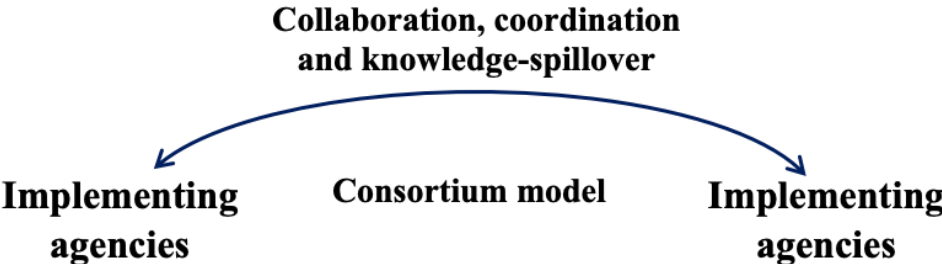 Collaboration, coordination
and knowledge-spillover
Implementing
agencies
Consortium model
Implementing
agencies